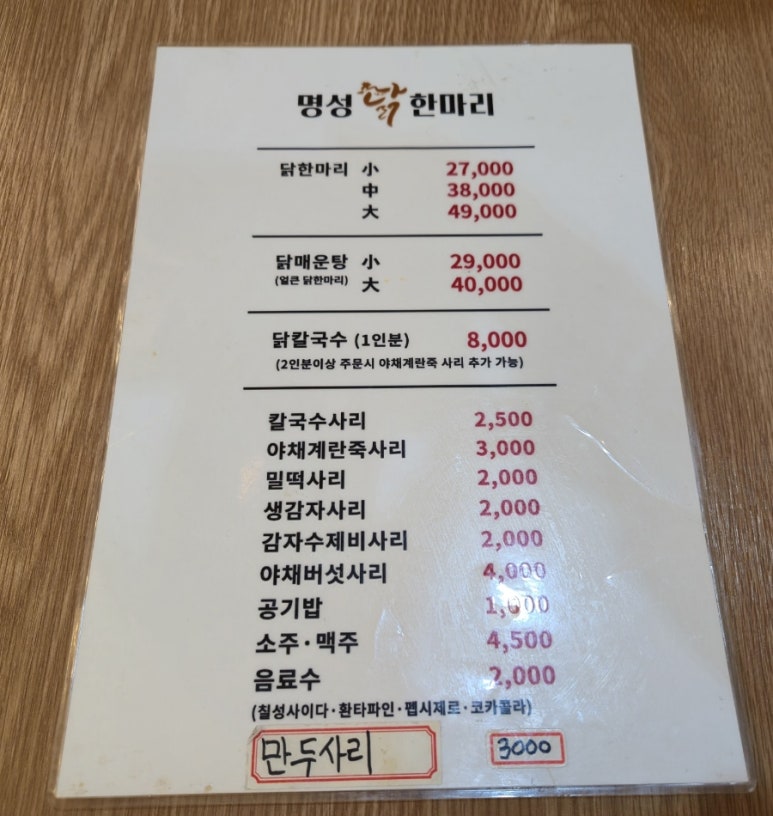 명성 닭 한마리
닭한마리 小 27,000
中 38,000
大 49,000
닭매운탕 小 29,000
(얼큰 닭한마리) 大 40,000
닭칼국수 (1인분) 8,000
(2인분이상 주문시 야채계란죽 사리 추가 가능)
칼국수사리 2,500
야채계란죽사리 3,000
밀떡사리 2,000
생감자사리 2,000
감자수제비사리 2,000
야채버섯사리 4,000
공기밥 1,000
소주·맥주 4,500
음료수 2,000
(칠성사이다·환타파인·펩시제로·코카콜라)
만두사리 3000